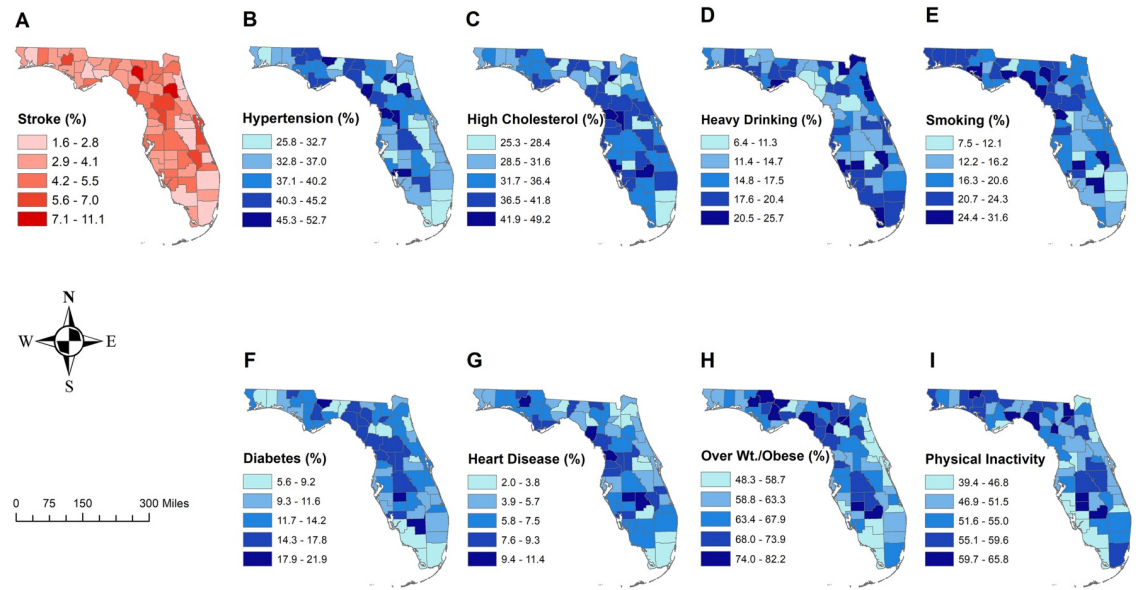 A
B
C
D
E
Stroke (%)
1.6 - 2.8
2.9 - 4.1
4.2 - 5.5
5.6 - 7.0
7.1 - 11.1
Hypertension (%)
25.8 - 32.7
32.8 - 37.0
37.1 - 40.2
40.3 - 45.2
45.3 - 52.7
High Cholesterol (%)
25.3 - 28.4
28.5 - 31.6
31.7 - 36.4
36.5 - 41.8
41.9 - 49.2
Heavy Drinking (%)
6.4 - 11.3
11.4 - 14.7
14.8 - 17.5
17.6 - 20.4
20.5 - 25.7
Smoking (%)
7.5 - 12.1
12.2 - 16.2
16.3 - 20.6
20.7 - 24.3
24.4 - 31.6
N
W
E
S
0 75 150 300 Miles
F
G
H
I
Diabetes (%)
5.6 - 9.2
9.3 - 11.6
11.7 - 14.2
14.3 - 17.8
17.9 - 21.9
Heart Disease (%)
2.0 - 3.8
3.9 - 5.7
5.8 - 7.5
7.6 - 9.3
9.4 - 11.4
Over Wt./Obese (%)
48.3 - 58.7
58.8 - 63.3
63.4 - 67.9
68.0 - 73.9
74.0 - 82.2
Physical Inactivity
39.4 - 46.8
46.9 - 51.5
51.6 - 55.0
55.1 - 59.6
59.7 - 65.8